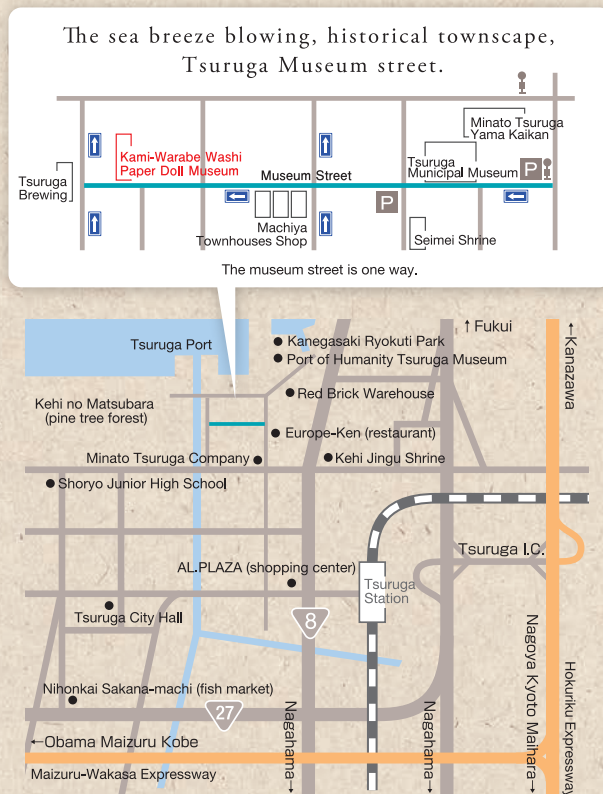 The sea breeze blowing, historical townscape,
Tsuruga Museum street.
Minato Tsuruga
Yama Kaikan
Kami-Warabe Washi
Paper Doll Museum
Tsuruga
Municipal Museum
P
Museum Street
Tsuruga
Brewing
P
Machiya
Townhouses Shop
Seimei Shrine
The museum street is one way.
↑Fukui
←Kanazawa
Tsuruga Port
Kanegasaki Ryokuti Park
Port of Humanity Tsuruga Museum
Red Brick Warehouse
Kehi no Matsubara
(pine tree forest)
Europe-Ken (restaurant)
Minato Tsuruga Company
Kehi Jingu Shrine
Shoryo Junior High School
Tsuruga I.C.
AL.PLAZA (shopping center)
Tsuruga
Station
Tsuruga City Hall
8
Nihonkai Sakana-machi (fish market)
27
Nagahama→
Nagahama→
Nagoya Kyoto Maihara→
Hokuriku Expressway
←Obama Maizuru Kobe
Maizuru-Wakasa Expressway